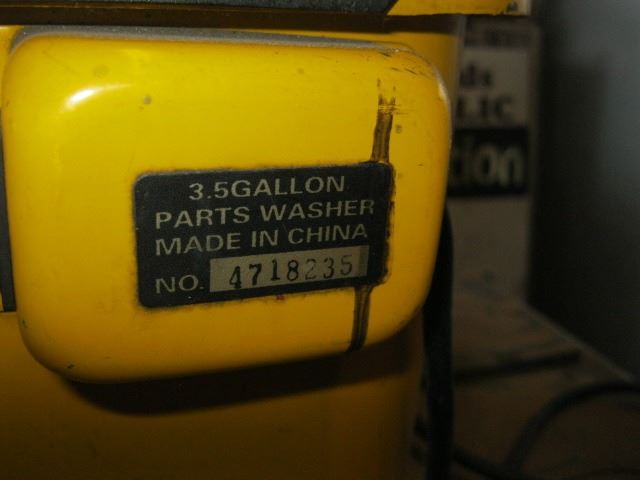 3.5GALLON
PARTS WASHER
MADE IN CHINA
NO. 4718235